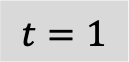 t = 1